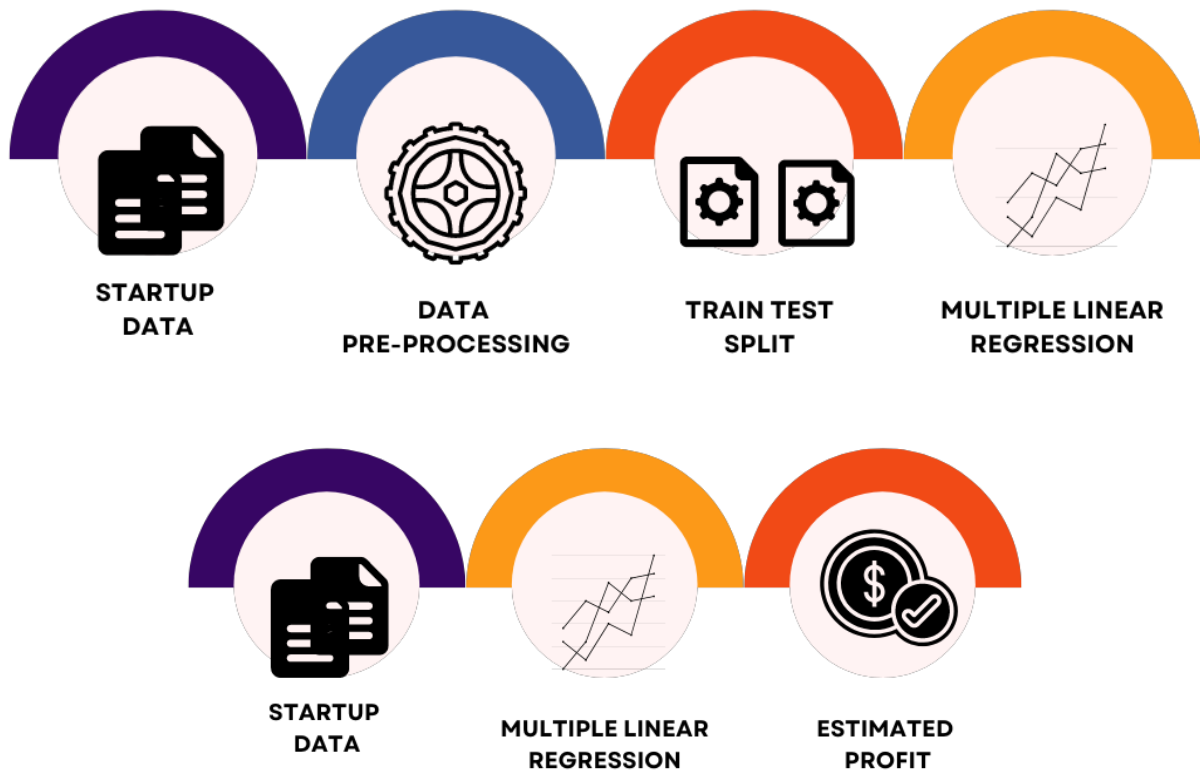 STARTUP
DATA
DATA
PRE-PROCESSING
TRAIN TEST
SPLIT
MULTIPLE LINEAR
REGRESSION
STARTUP
DATA
MULTIPLE LINEAR
REGRESSION
$
ESTIMATED
PROFIT